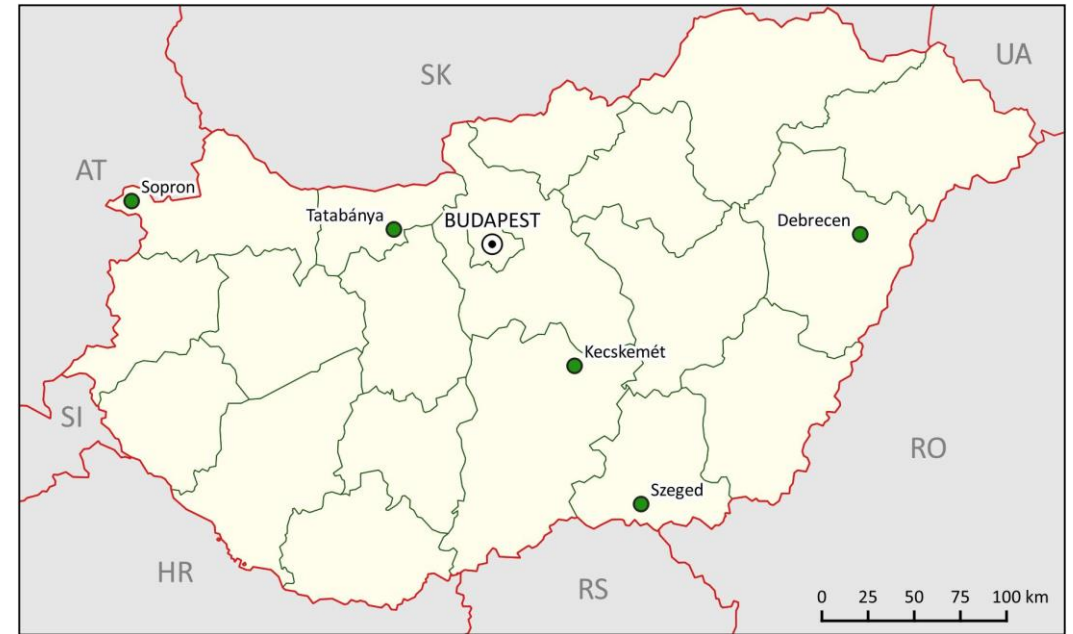 SK
UA
AT
Sopron
Tatabánya
BUDAPEST
Debrecen
Kecskemét
SI
RO
Szeged
HR
RS
0 25 50 75 100 km